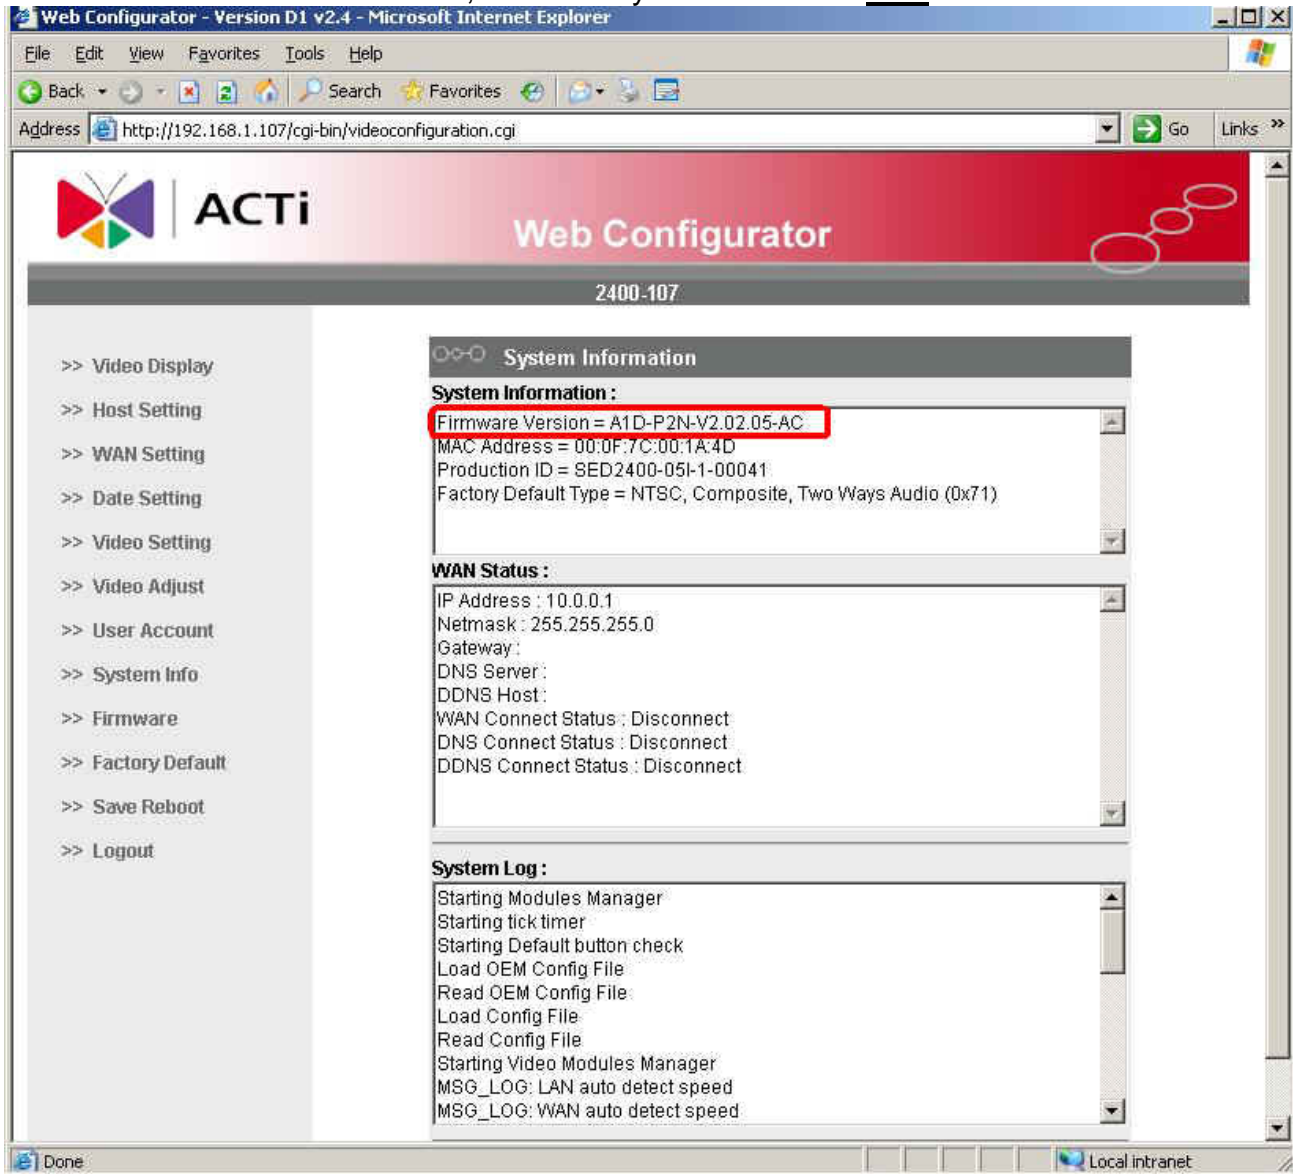 Web Configurator - Version D1 v2.4 - Microsoft Internet Explorer
File Edit View Favorites Tools Help
Back Search Favorites
Address http://192.168.1.107/cgi-bin/videoconfiguration.cgi Go Links »
ACTi
Web Configurator
2400-107
>> Video Display
>> Host Setting
>> WAN Setting
>> Date Setting
>> Video Setting
>> Video Adjust
>> User Account
>> System Info
>> Firmware
>> Factory Default
>> Save Reboot
>> Logout
System Information
System Information :
Firmware Version = A1D-P2N-V2.02.05-AC
MAC Address = 00:0F:7C:00:1A:4D
Production ID = SED2400-05I-1-00041
Factory Default Type = NTSC, Composite, Two Ways Audio (0x71)
WAN Status :
IP Address : 10.0.0.1
Netmask : 255.255.255.0
Gateway :
DNS Server :
DDNS Host :
WAN Connect Status : Disconnect
DNS Connect Status : Disconnect
DDNS Connect Status : Disconnect
System Log :
Starting Modules Manager
Starting tick timer
Starting Default button check
Load OEM Config File
Read OEM Config File
Load Config File
Read Config File
Starting Video Modules Manager
MSG_LOG: LAN auto detect speed
MSG_LOG: WAN auto detect speed
Done
Local intranet